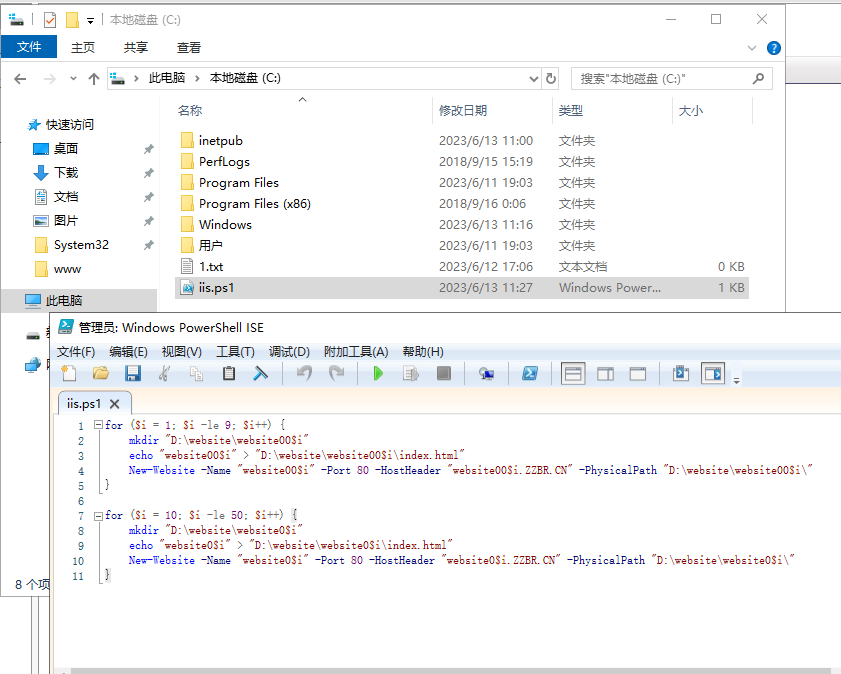 本地磁盘 (C:)
文件 主页 共享 查看
此电脑 > 本地磁盘 (C:) 搜索"本地磁盘 (C:)"
名称 修改日期 类型 大小
快速访问
桌面
下载
文档
图片
System32
www
此电脑
inetpub 2023/6/13 11:00 文件夹
PerfLogs 2018/9/15 15:19 文件夹
Program Files 2023/6/11 19:03 文件夹
Program Files (x86) 2018/9/16 0:06 文件夹
Windows 2023/6/13 11:16 文件夹
用户 2023/6/11 19:03 文件夹
1.txt 2023/6/12 17:06 文本文档 0 KB
iis.ps1 2023/6/13 11:27 Windows Power... 1 KB
8 个项
管理员: Windows PowerShell ISE
文件(F) 编辑(E) 视图(V) 工具(T) 调试(D) 附加工具(A) 帮助(H)
iis.ps1
1 for ($i = 1; $i -le 9; $i++) {
2 mkdir "D:\website\website00$i"
3 echo "website00$i" > "D:\website\website00$i\index.html"
4 New-Website -Name "website00$i" -Port 80 -HostHeader "website00$i.ZZBR.CN" -PhysicalPath "D:\website\website00$i\"
5 }
6
7 for ($i = 10; $i -le 50; $i++) {
8 mkdir "D:\website\website0$i"
9 echo "website0$i" > "D:\website\website0$i\index.html"
10 New-Website -Name "website0$i" -Port 80 -HostHeader "website0$i.ZZBR.CN" -PhysicalPath "D:\website\website0$i\"
11 }